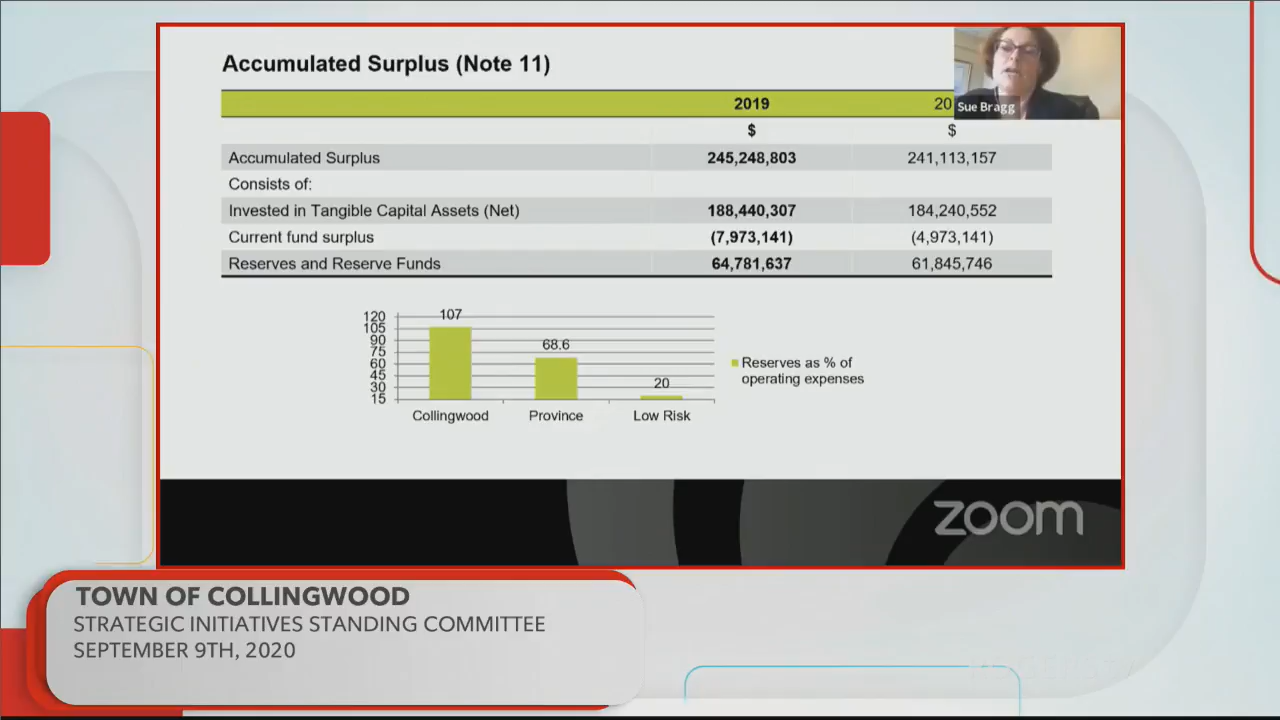 Accumulated Surplus (Note 11)
Sue Bragg
2019 20
$ $
Accumulated Surplus 245,248,803 241,113,157
Consists of:
Invested in Tangible Capital Assets (Net) 188,440,307 184,240,552
Current fund surplus (7,973,141) (4,973,141)
Reserves and Reserve Funds 64,781,637 61,845,746
120
105
90
75
60
45
30
15
107
68.6
20
Collingwood Province Low Risk
Reserves as % of
operating expenses
zoom
TOWN OF COLLINGWOOD
STRATEGIC INITIATIVES STANDING COMMITTEE
SEPTEMBER 9TH, 2020